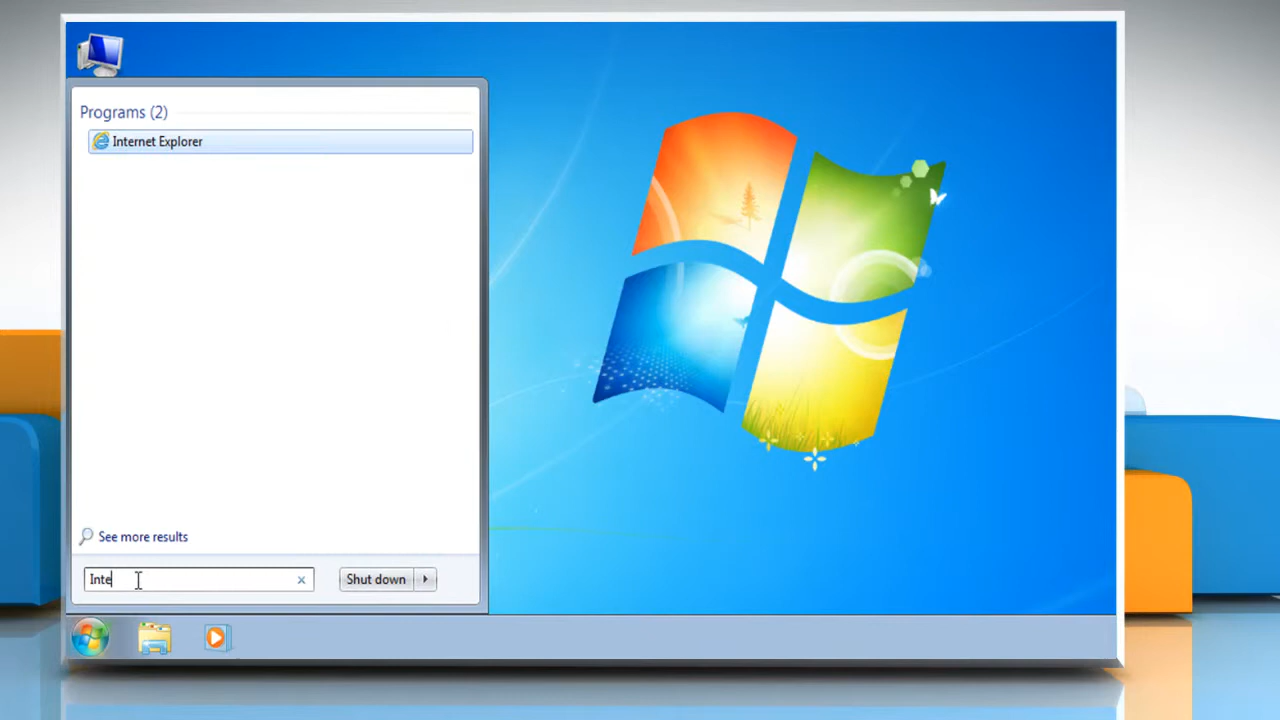 Programs (2)
Internet Explorer
See more results
Inte
Shut down